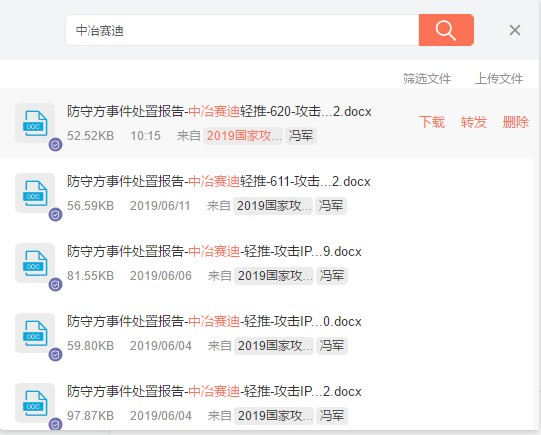 中冶赛迪
筛选文件 上传文件
防守方事件处置报告-中冶赛迪轻推-620-攻击...2.docx
下载 转发 删除
DOC
52.52KB 10:15 来自 2019国家攻... 冯军
防守方事件处置报告-中冶赛迪轻推-611-攻击...2.docx
DOC
56.59KB 2019/06/11 来自 2019国家攻... 冯军
防守方事件处置报告-中冶赛迪-轻推-攻击IP...9.docx
DOC
81.55KB 2019/06/06 来自 2019国家攻... 冯军
防守方事件处置报告-中冶赛迪-轻推-攻击IP...0.docx
DOC
59.80KB 2019/06/04 来自 2019国家攻... 冯军
防守方事件处置报告-中冶赛迪-轻推-攻击IP...2.docx
DOC
97.87KB 2019/06/04 来自 2019国家攻... 冯军